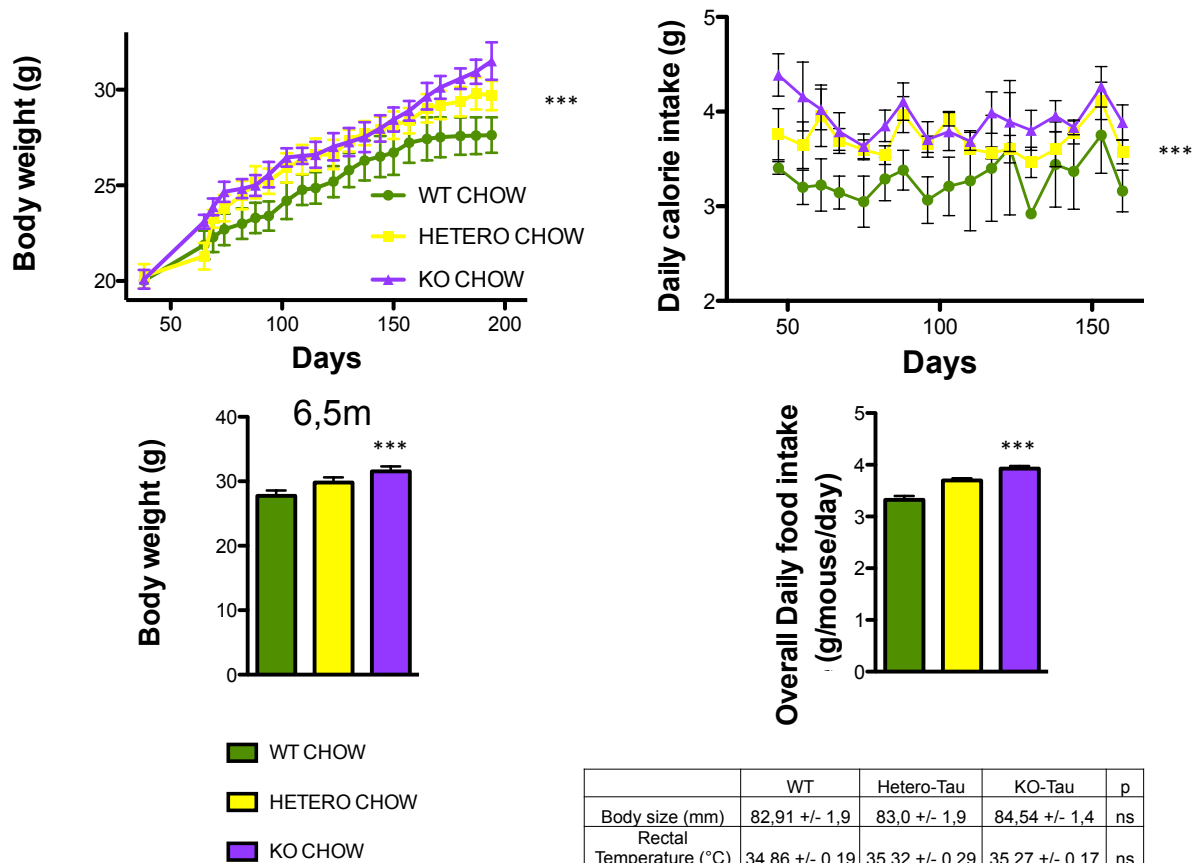 Body weight (g)
30
25
20
50
100
150
200
Days
WT CHOW
HETERO CHOW
KO CHOW
***
Daily calorie intake (g)
5
4
3
2
50
100
150
Days
***
6,5m
Body weight (g)
40
30
20
10
0
***
Overall Daily food intake
(g/mouse/day)
5
4
3
2
1
0
***
WT CHOW
HETERO CHOW
KO CHOW
WT Hetero-Tau KO-Tau p
Body size (mm) 82,91 +/- 1,9 83,0 +/- 1,9 84,54 +/- 1,4 ns
Rectal
Temperature (°C) 34,86 +/- 0,19 35,32 +/- 0,29 35,27 +/- 0,17 ns